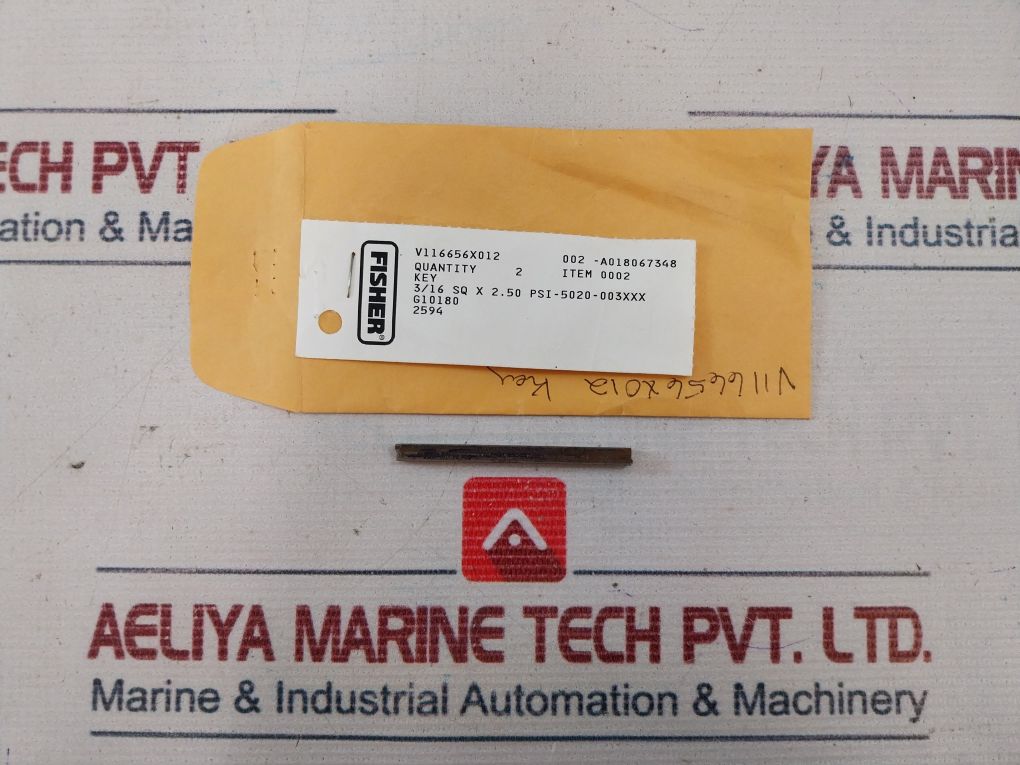 ECH PVT
ation & Ma
YA MARIN
& Industria
FISHER®
V116656X012 002 -A018067348
QUANTITY 2 ITEM 0002
KEY
3/16 SQ X 2.50 PSI-5020-003XXX
G10180
2594
V116656X012 Key
AELIYA MARINE TECH PVT. LTD.
Marine & Industrial Automation & Machinery